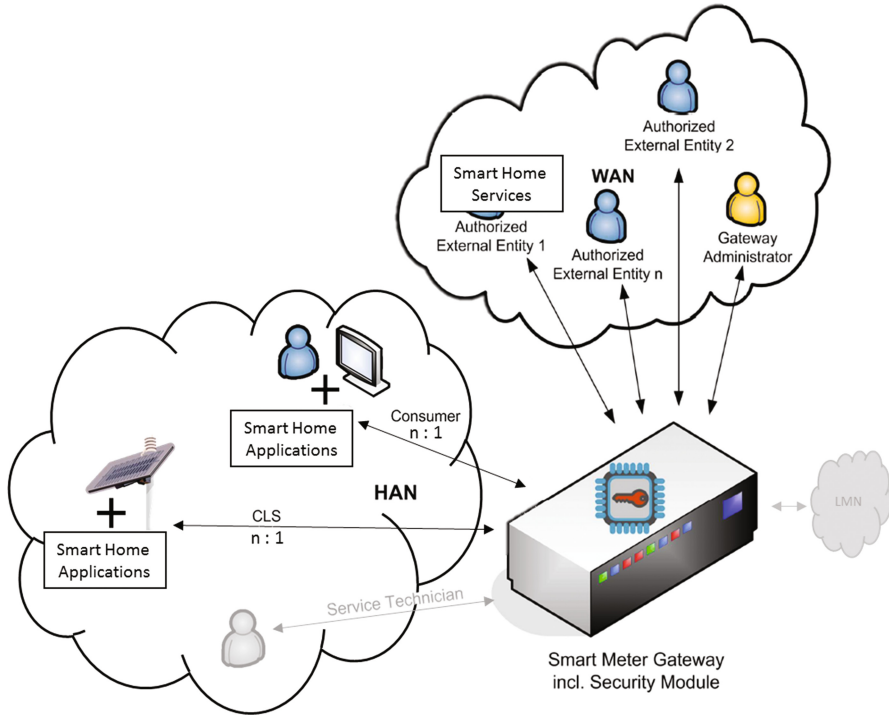 Authorized
External Entity 2
Smart Home
Services
WAN
Authorized
External Entity 1
Authorized
External Entity n
Gateway
Administrator
Smart Home
Applications
Consumer
n : 1
HAN
CLS
n : 1
Smart Home
Applications
LMN
Service Technician
Smart Meter Gateway
incl. Security Module